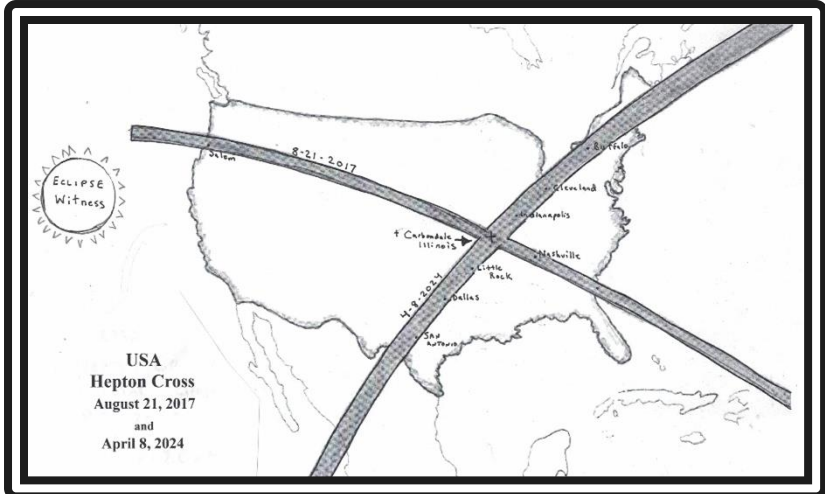 ECLIPSE
Witness
Salem
8-21-2017
Buffalo
Cleveland
Indianapolis
+ Carbondale
Illinois
Nashville
Little
Rock
4-8-2024
Dallas
SAN
ANTONIO
USA
Hepton Cross
August 21, 2017
and
April 8, 2024